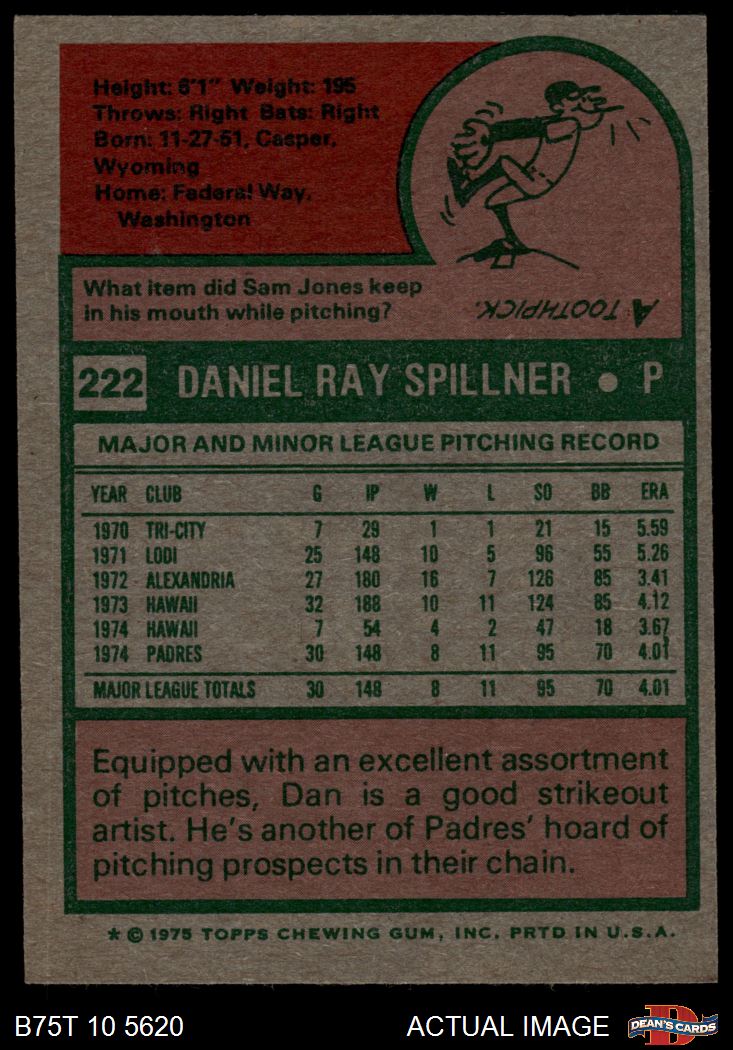 Height: 6'1" Weight: 195
Throws: Right Bats: Right
Born: 11-27-51, Casper,
Wyoming
Home: Federal Way,
Washington
What item did Sam Jones keep
in his mouth while pitching?
A TOOTHPICK.
222 DANIEL RAY SPILLNER • P
MAJOR AND MINOR LEAGUE PITCHING RECORD
YEAR CLUB G IP W L SO BB ERA
1970 TRI-CITY 7 29 1 1 21 15 5.59
1971 LODI 25 148 10 5 96 55 5.26
1972 ALEXANDRIA 27 180 16 7 126 85 3.41
1973 HAWAII 32 188 10 11 124 85 4.12
1974 HAWAII 7 54 4 2 47 18 3.67
1974 PADRES 30 148 8 11 95 70 4.01
MAJOR LEAGUE TOTALS 30 148 8 11 95 70 4.01
Equipped with an excellent assortment
of pitches, Dan is a good strikeout
artist. He's another of Padres' hoard of
pitching prospects in their chain.
* © 1975 TOPPS CHEWING GUM, INC. PRTD IN U.S.A.
B75T 10 5620 ACTUAL IMAGE
DEAN'S CARDS